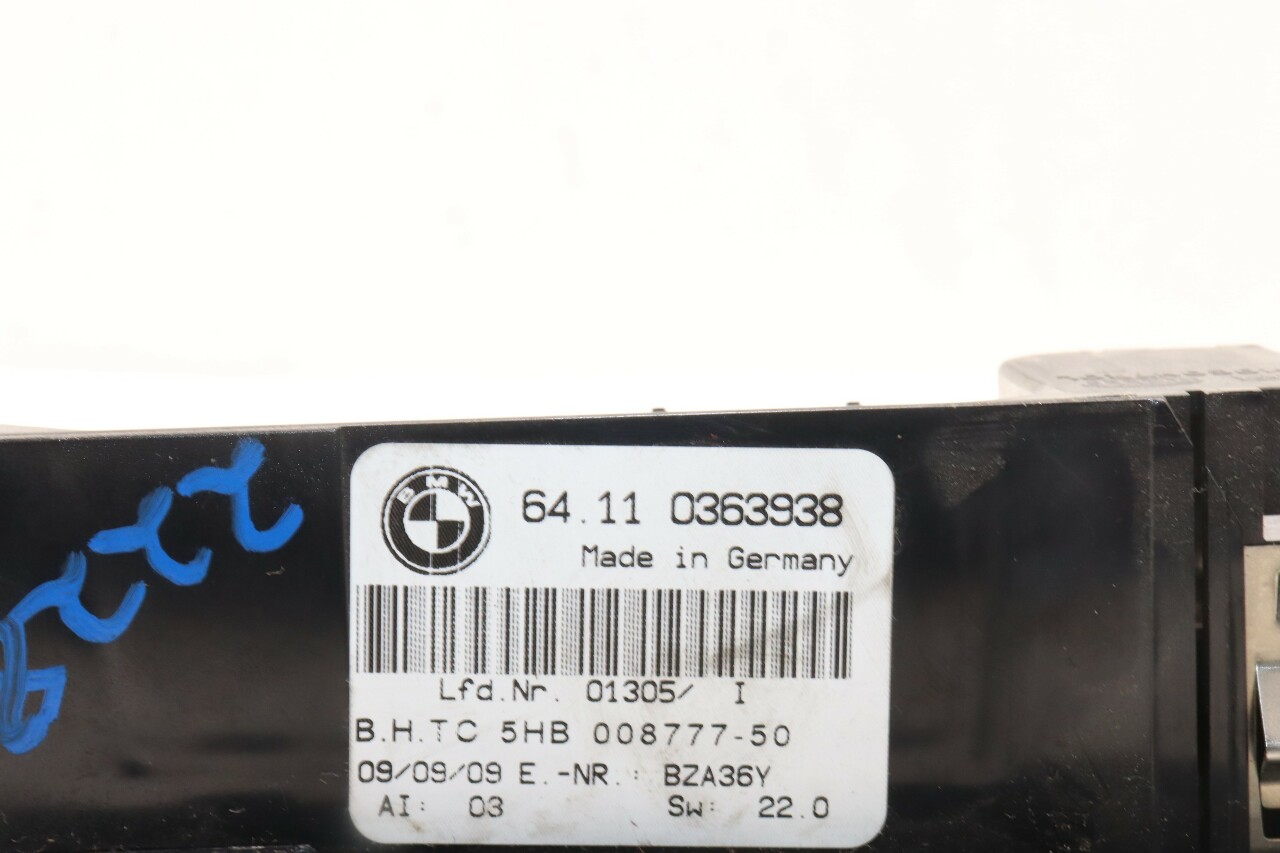 BMW
64.11 0363938
Made in Germany
Lfd.Nr. 01305/ I
B.H.TC 5HB 008777-50
09/09/09 E.-NR.: BZA36Y
AI: 03 Sw: 22.0